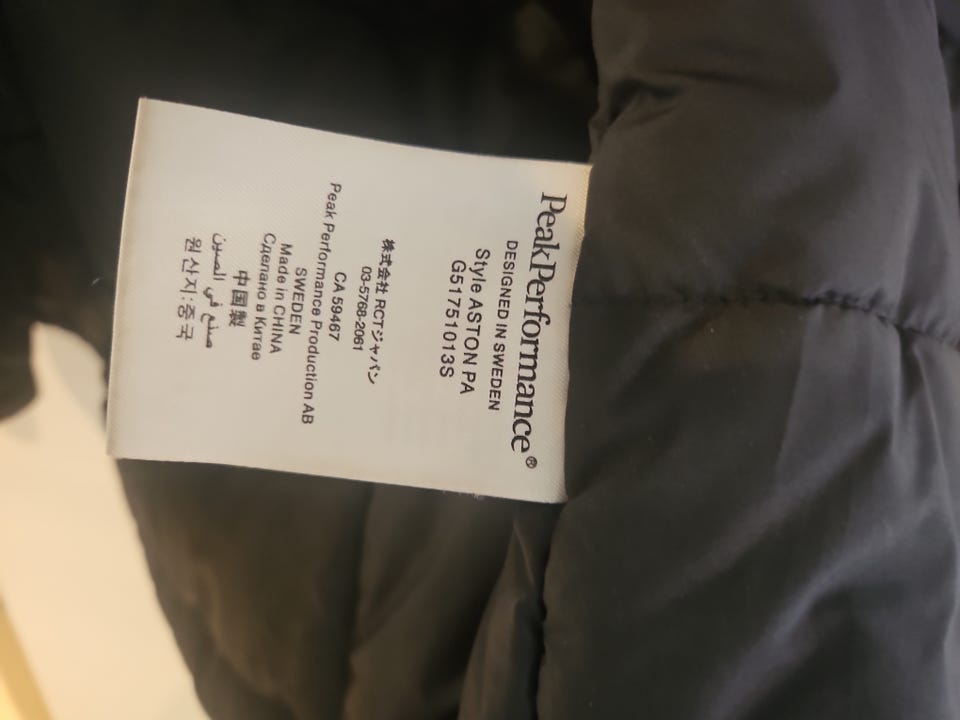 PeakPerformance®
DESIGNED IN SWEDEN
Style ASTON PA
G51751013S
株式会社 RCTジャパン
03-5768-2061
CA 59467
Peak Performance Production AB
SWEDEN
Made in CHINA
Сделано в Китае
中国製
صنع في الصين
원산지:중국